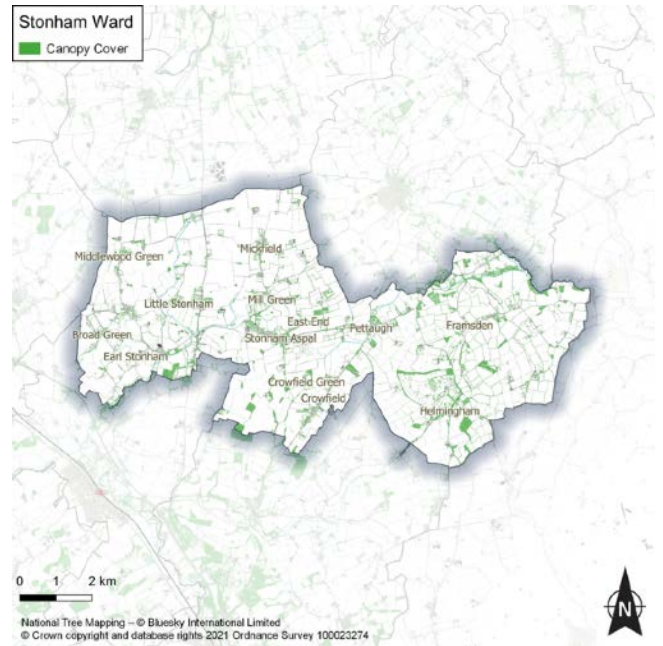 Stonham Ward
Canopy Cover
Mickfield
Middlewood Green
Little Stonham
Mill Green
East End
Pettaugh
Framsden
Broad Green
Stonham Aspal
Earl Stonham
Crowfield Green
Crowfield
Helmingham
0 1 2 km
N
National Tree Mapping – © Bluesky International Limited
© Crown copyright and database rights 2021 Ordnance Survey 100023274